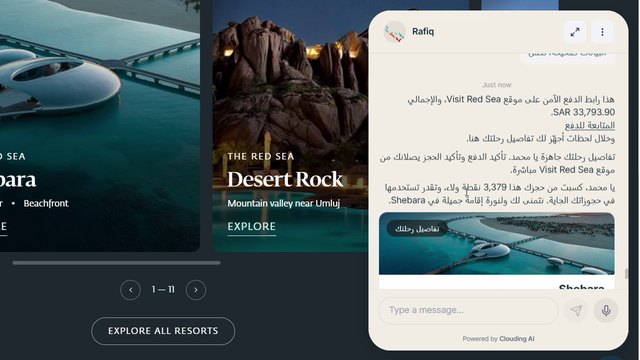 D SEA
para
Beachfront
E
THE RED SEA
Desert Rock
Mountain valley near Umluj
EXPLORE
1 — 11
EXPLORE ALL RESORTS
Rafiq
Just now
هذا رابط الدفع الآمن على موقع Visit Red Sea، والإجمالي
SAR 33,793.90.
المتابعة للدفع
وخلال لحظات أجهّز لك تفاصيل رحلتك هنا.
تفاصيل رحلتك جاهزة يا محمد. تأكيد الدفع وتأكيد الحجز يصلانك من
موقع Visit Red Sea مباشرة.
يا محمد، كسبت من حجزك هذا 3,379 نقطة ولاء، وتقدر تستخدمها
في حجوزاتك الجاية. نتمنى لك ولنورة إقامة جميلة في Shebara.
تفاصيل رحلتك
Shebara
Type a message...
Powered by Clouding AI